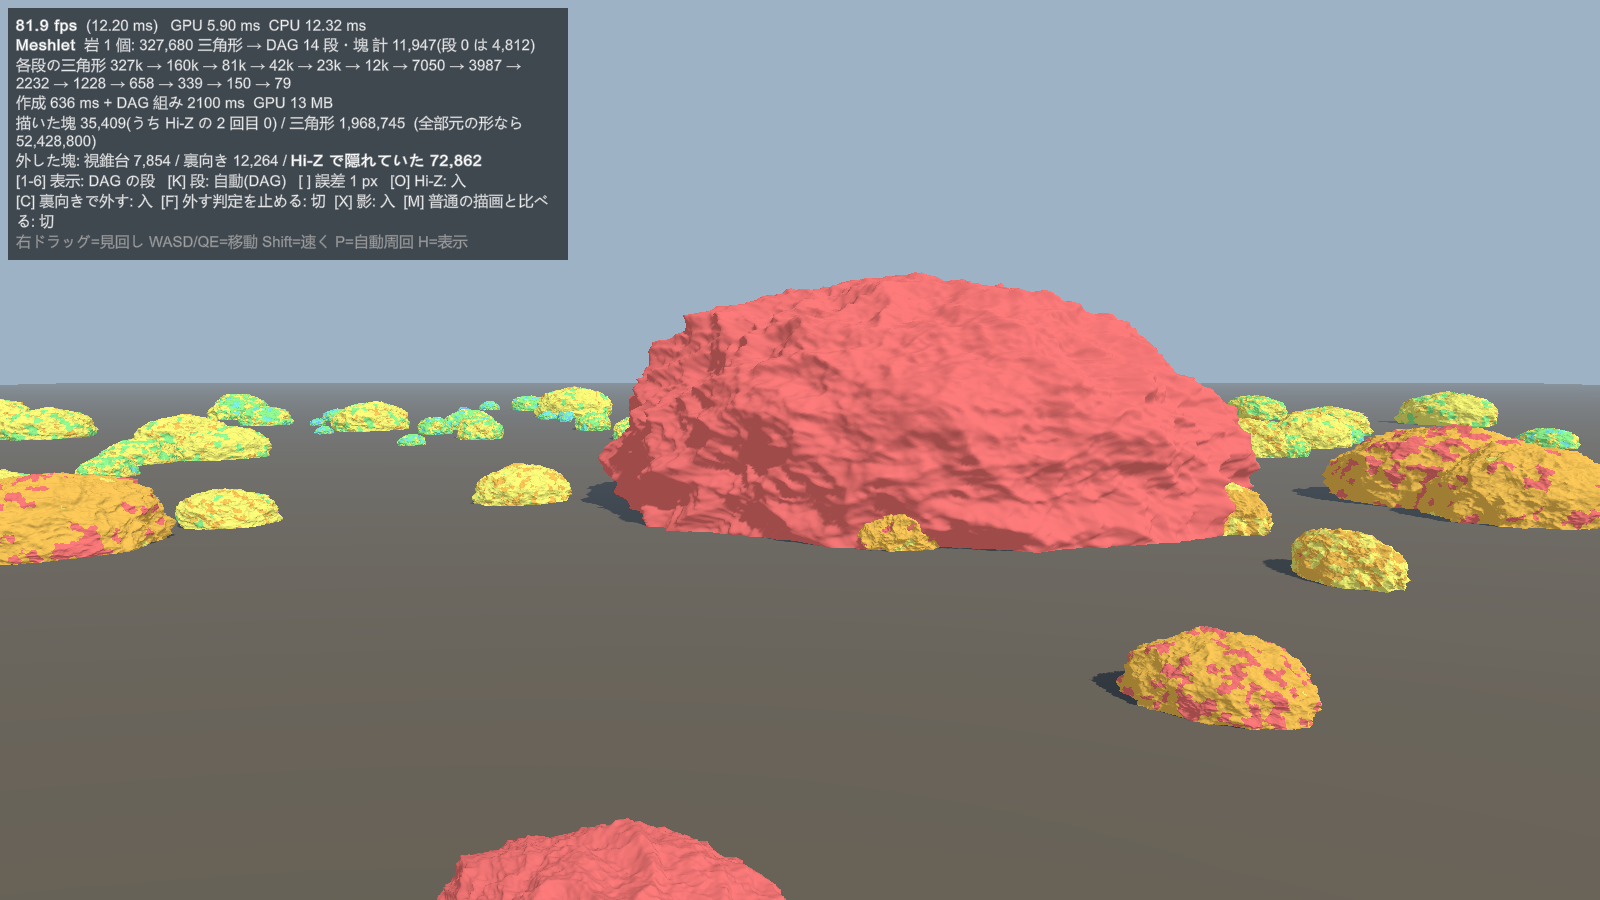 81.9 fps (12.20 ms) GPU 5.90 ms CPU 12.32 ms
Meshlet 岩 1 個: 327,680 三角形 → DAG 14 段・塊 計 11,947(段 0 は 4,812)
各段の三角形 327k → 160k → 81k → 42k → 23k → 12k → 7050 → 3987 →
2232 → 1228 → 658 → 339 → 150 → 79
作成 636 ms + DAG 組み 2100 ms GPU 13 MB
描いた塊 35,409(うち Hi-Z の 2 回目 0) / 三角形 1,968,745 (全部元の形なら
52,428,800)
外した塊: 視錐台 7,854 / 裏向き 12,264 / Hi-Z で隠れていた 72,862
[1-6] 表示: DAG の段 [K] 段: 自動(DAG) [ ] 誤差 1 px [O] Hi-Z: 入
[C] 裏向きで外す: 入 [F] 外す判定を止める: 切 [X] 影: 入 [M] 普通の描画と比べ
る: 切
右ドラッグ=見回し WASD/QE=移動 Shift=速く P=自動周回 H=表示